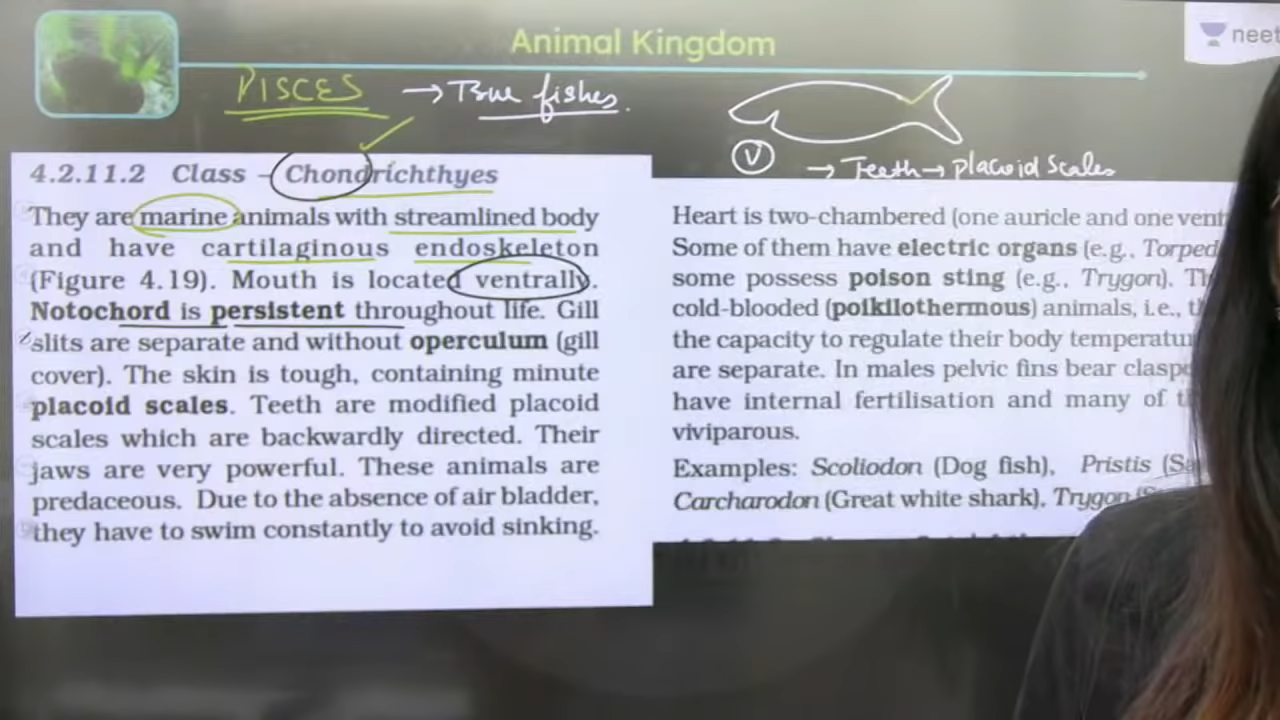 Animal Kingdom
neet
PISCES → True fishes.
V
→ Teeth → placoid scales
4.2.11.2 Class – Chondrichthyes
They are marine animals with streamlined body
and have cartilaginous endoskeleton
(Figure 4.19). Mouth is located ventrally.
Notochord is persistent throughout life. Gill
slits are separate and without operculum (gill
cover). The skin is tough, containing minute
placoid scales. Teeth are modified placoid
scales which are backwardly directed. Their
jaws are very powerful. These animals are
predaceous. Due to the absence of air bladder,
they have to swim constantly to avoid sinking.
Heart is two-chambered (one auricle and one vent
Some of them have electric organs (e.g., Torped
some possess poison sting (e.g., Trygon). Th
cold-blooded (poikilothermous) animals, i.e., th
the capacity to regulate their body temperatu
are separate. In males pelvic fins bear claspe
have internal fertilisation and many of t
viviparous.
Examples: Scoliodon (Dog fish), Pristis (Sa
Carcharodon (Great white shark), Trygon (S